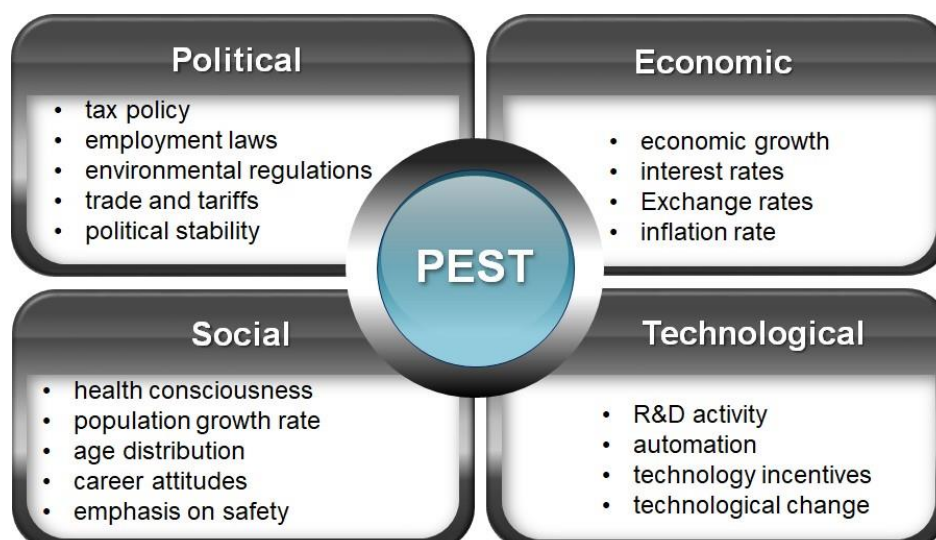 Political
• tax policy
• employment laws
• environmental regulations
• trade and tariffs
• political stability
Economic
• economic growth
• interest rates
• Exchange rates
• inflation rate
PEST
Social
• health consciousness
• population growth rate
• age distribution
• career attitudes
• emphasis on safety
Technological
• R&D activity
• automation
• technology incentives
• technological change